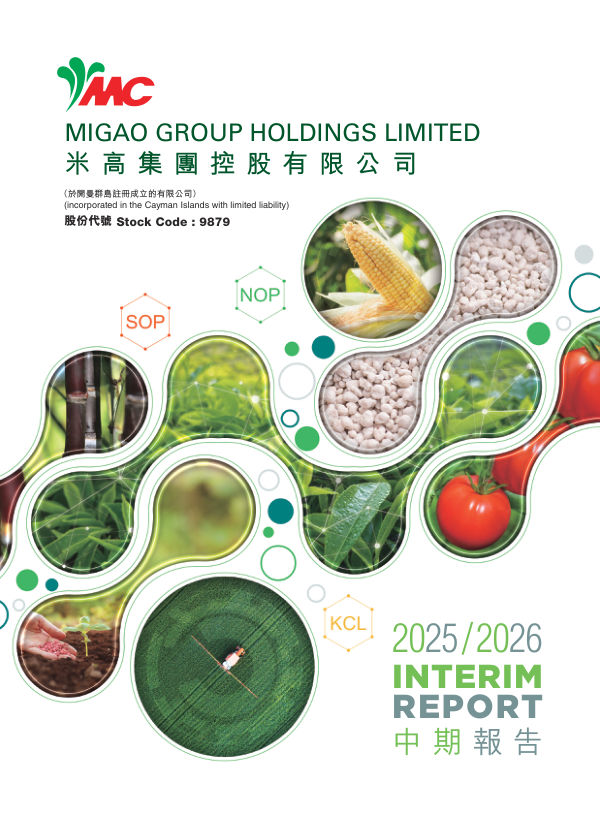 MC
MIGAO GROUP HOLDINGS LIMITED
米高集團控股有限公司
(於開曼群島註冊成立的有限公司)
(incorporated in the Cayman Islands with limited liability)
股份代號 Stock Code : 9879
NOP
SOP
KCL
2025/2026
INTERIM
REPORT
中期報告